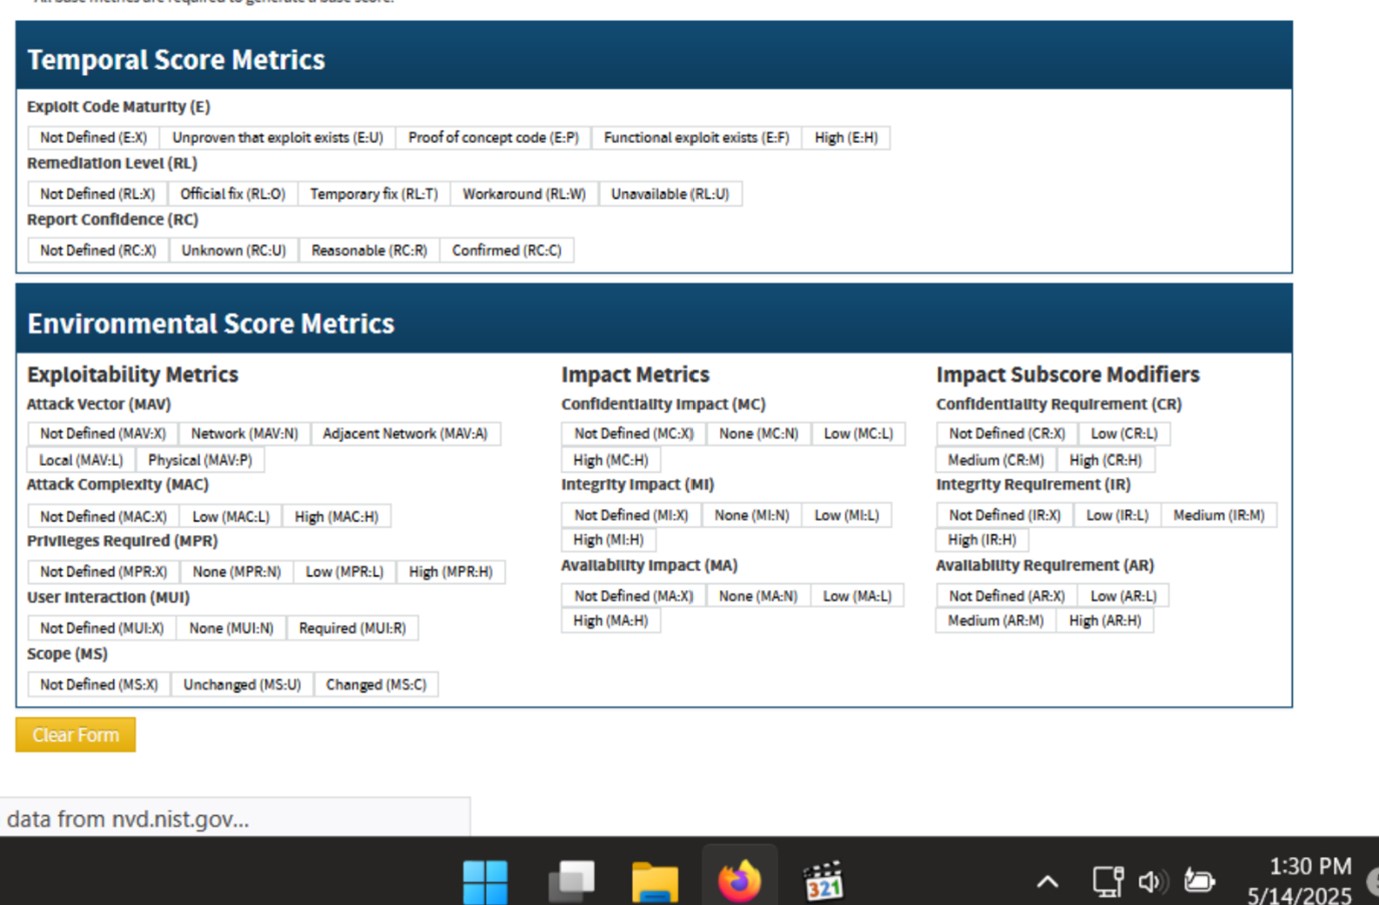 All base metrics are required to generate a base score.
Temporal Score Metrics
Exploit Code Maturity (E)
Not Defined (E:X) Unproven that exploit exists (E:U) Proof of concept code (E:P) Functional exploit exists (E:F) High (E:H)
Remediation Level (RL)
Not Defined (RL:X) Official fix (RL:O) Temporary fix (RL:T) Workaround (RL:W) Unavailable (RL:U)
Report Confidence (RC)
Not Defined (RC:X) Unknown (RC:U) Reasonable (RC:R) Confirmed (RC:C)
Environmental Score Metrics
Exploitability Metrics
Attack Vector (MAV)
Not Defined (MAV:X) Network (MAV:N) Adjacent Network (MAV:A)
Local (MAV:L) Physical (MAV:P)
Attack Complexity (MAC)
Not Defined (MAC:X) Low (MAC:L) High (MAC:H)
Privileges Required (MPR)
Not Defined (MPR:X) None (MPR:N) Low (MPR:L) High (MPR:H)
User Interaction (MUI)
Not Defined (MUI:X) None (MUI:N) Required (MUI:R)
Scope (MS)
Not Defined (MS:X) Unchanged (MS:U) Changed (MS:C)
Impact Metrics
Confidentiality Impact (MC)
Not Defined (MC:X) None (MC:N) Low (MC:L)
High (MC:H)
Integrity Impact (MI)
Not Defined (MI:X) None (MI:N) Low (MI:L)
High (MI:H)
Availability Impact (MA)
Not Defined (MA:X) None (MA:N) Low (MA:L)
High (MA:H)
Impact Subscore Modifiers
Confidentiality Requirement (CR)
Not Defined (CR:X) Low (CR:L)
Medium (CR:M) High (CR:H)
Integrity Requirement (IR)
Not Defined (IR:X) Low (IR:L) Medium (IR:M)
High (IR:H)
Availability Requirement (AR)
Not Defined (AR:X) Low (AR:L)
Medium (AR:M) High (AR:H)
Clear Form
data from nvd.nist.gov...
321
1:30 PM
5/14/2025